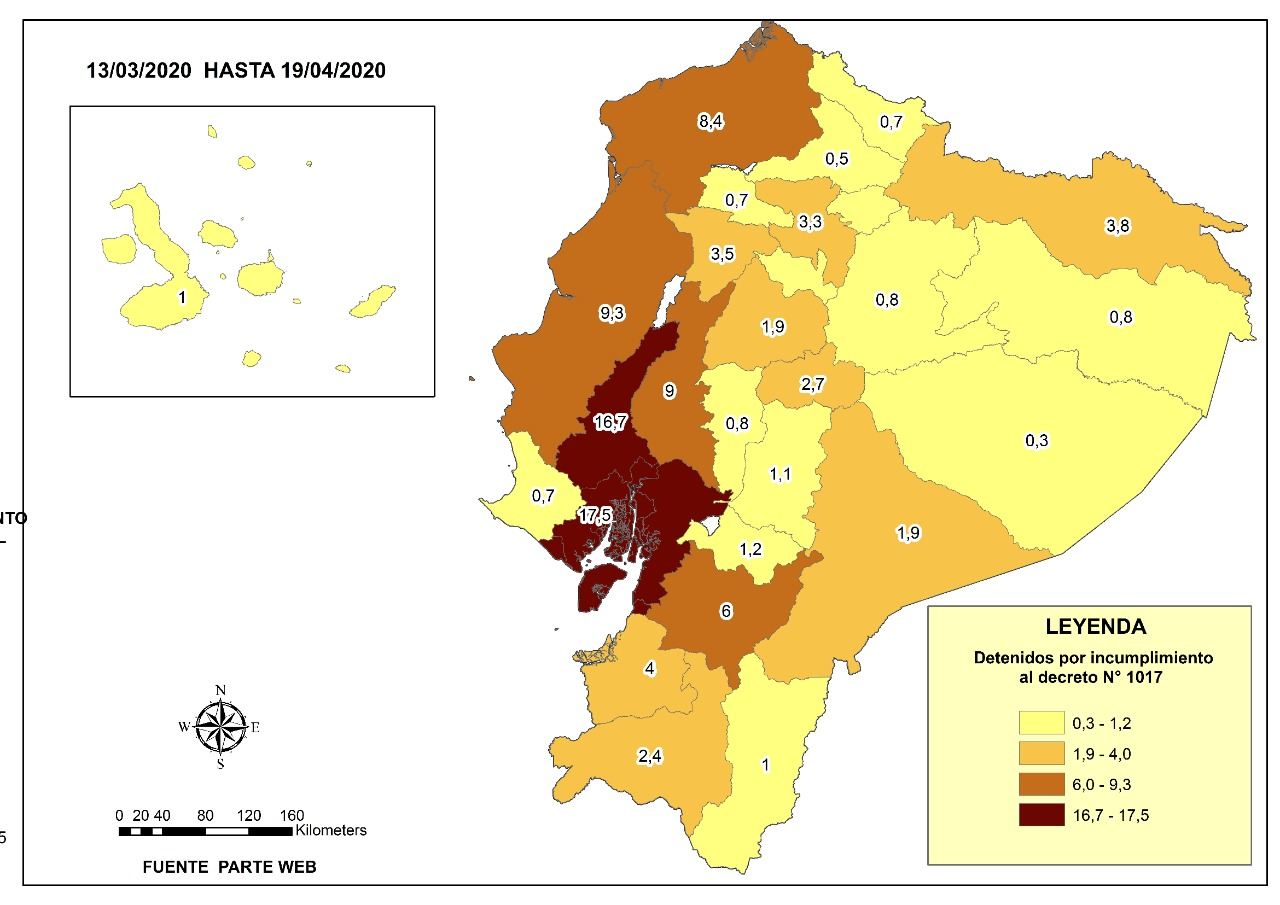 13/03/2020 HASTA 19/04/2020
8,4
0,7
0,5
0,7
3,3
3,8
3,5
1
0,8
9,3
1,9
0,8
2,7
9
16,7
0,8
0,3
1,1
0,7
17,5
NTO
1,9
1,2
6
4
2,4
1
LEYENDA
Detenidos por incumplimiento
al decreto N° 1017
0,3 - 1,2
1,9 - 4,0
6,0 - 9,3
16,7 - 17,5
N
W E
S
0 20 40 80 120 160
Kilometers
5
FUENTE PARTE WEB